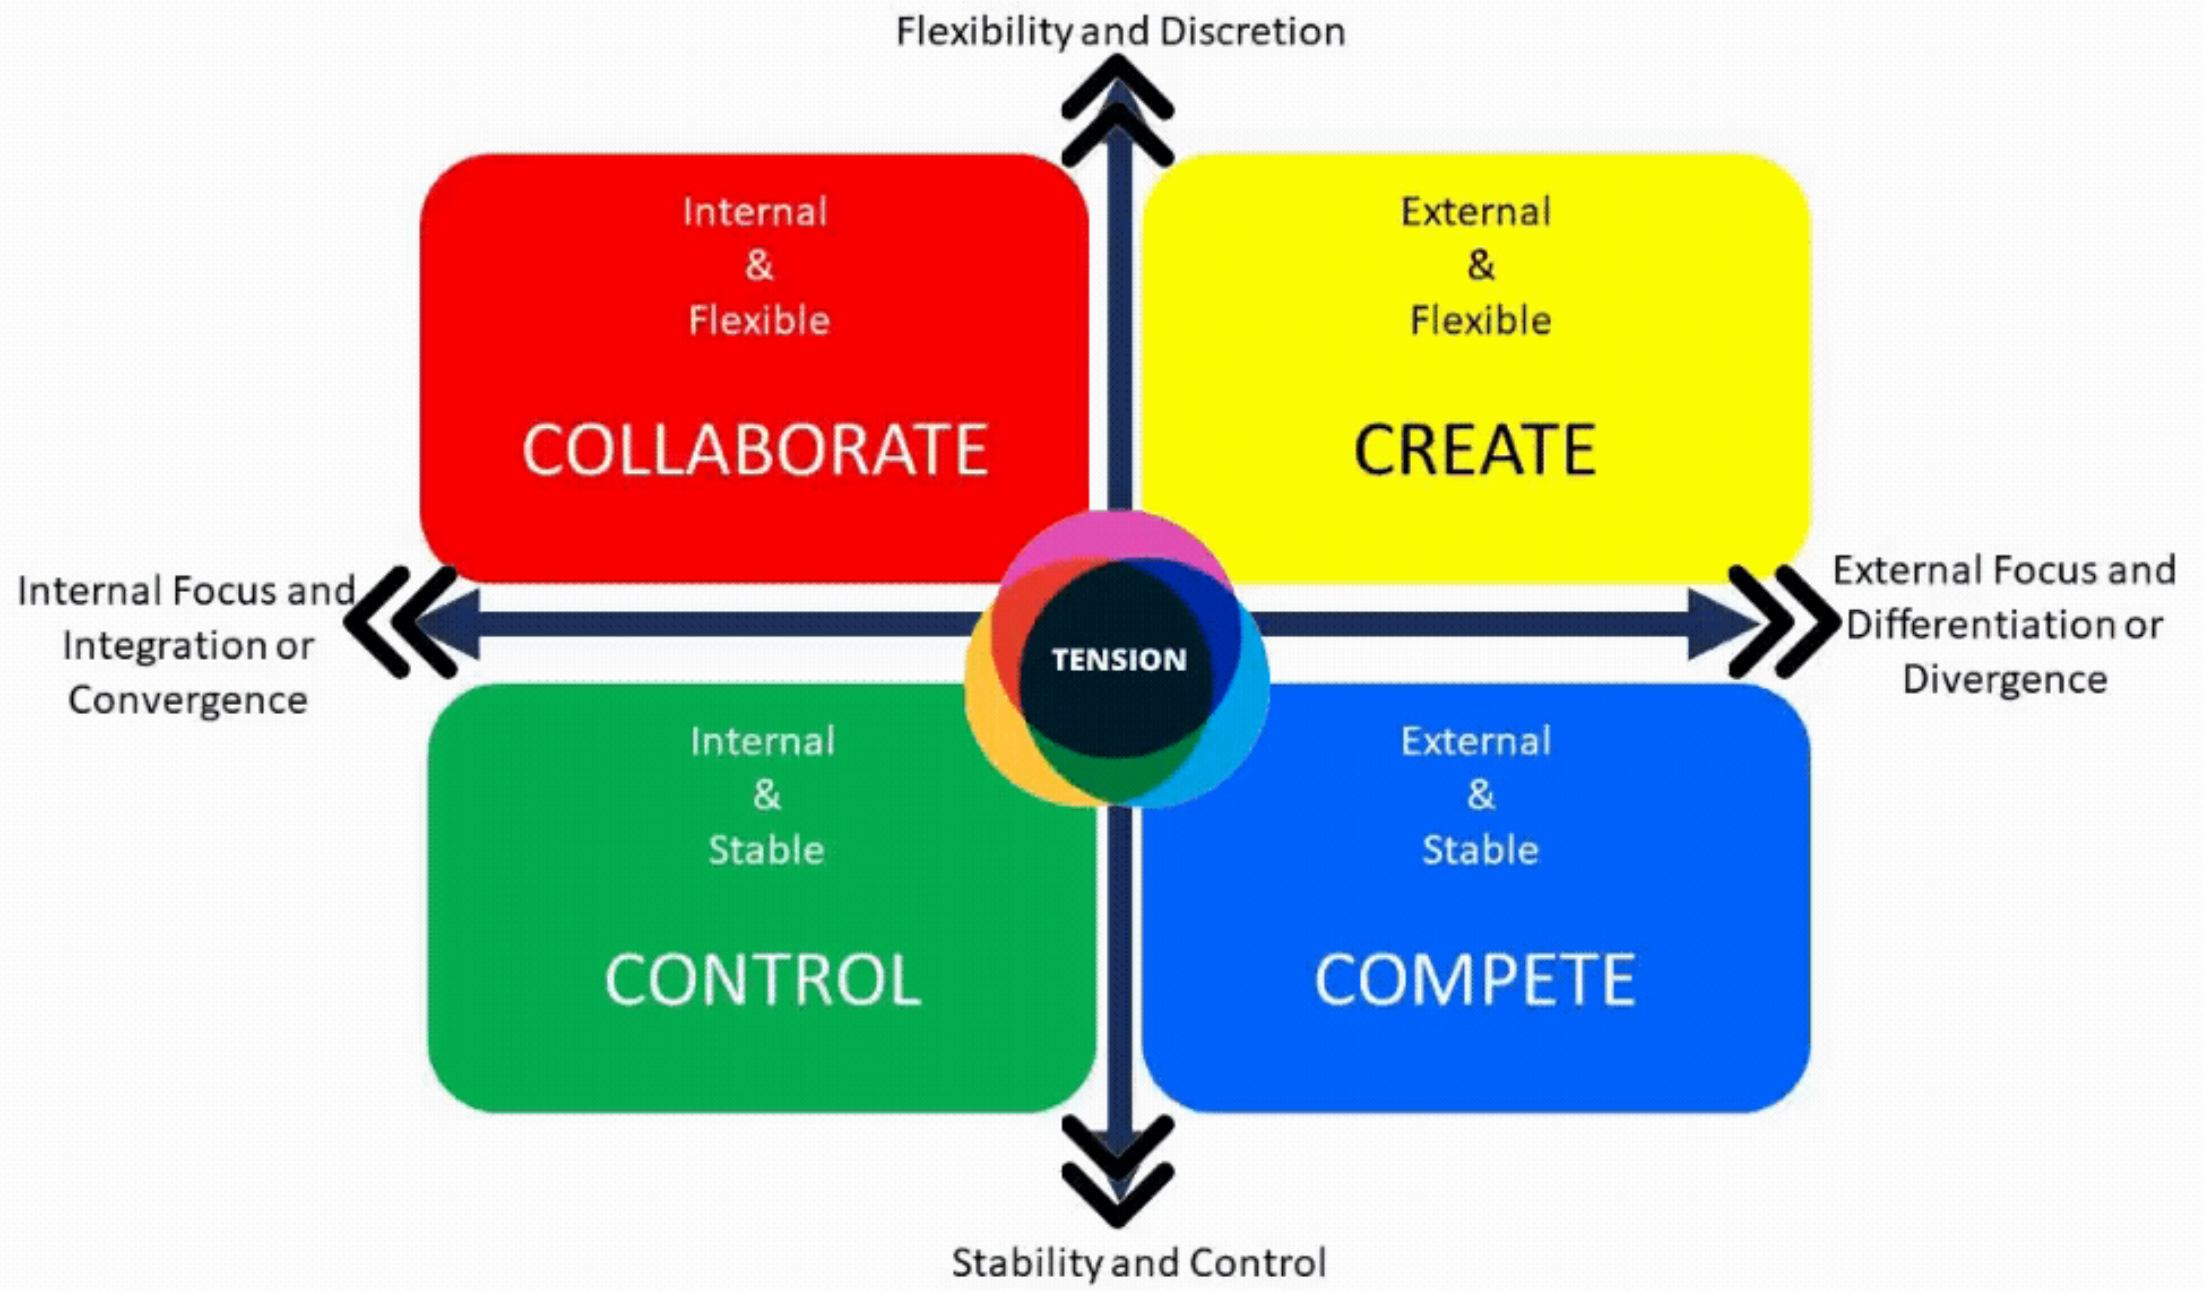 Flexibility and Discretion
Internal
&
Flexible
COLLABORATE
External
&
Flexible
CREATE
Internal Focus and
Integration or
Convergence
TENSION
External Focus and
Differentiation or
Divergence
Internal
&
Stable
CONTROL
External
&
Stable
COMPETE
Stability and Control